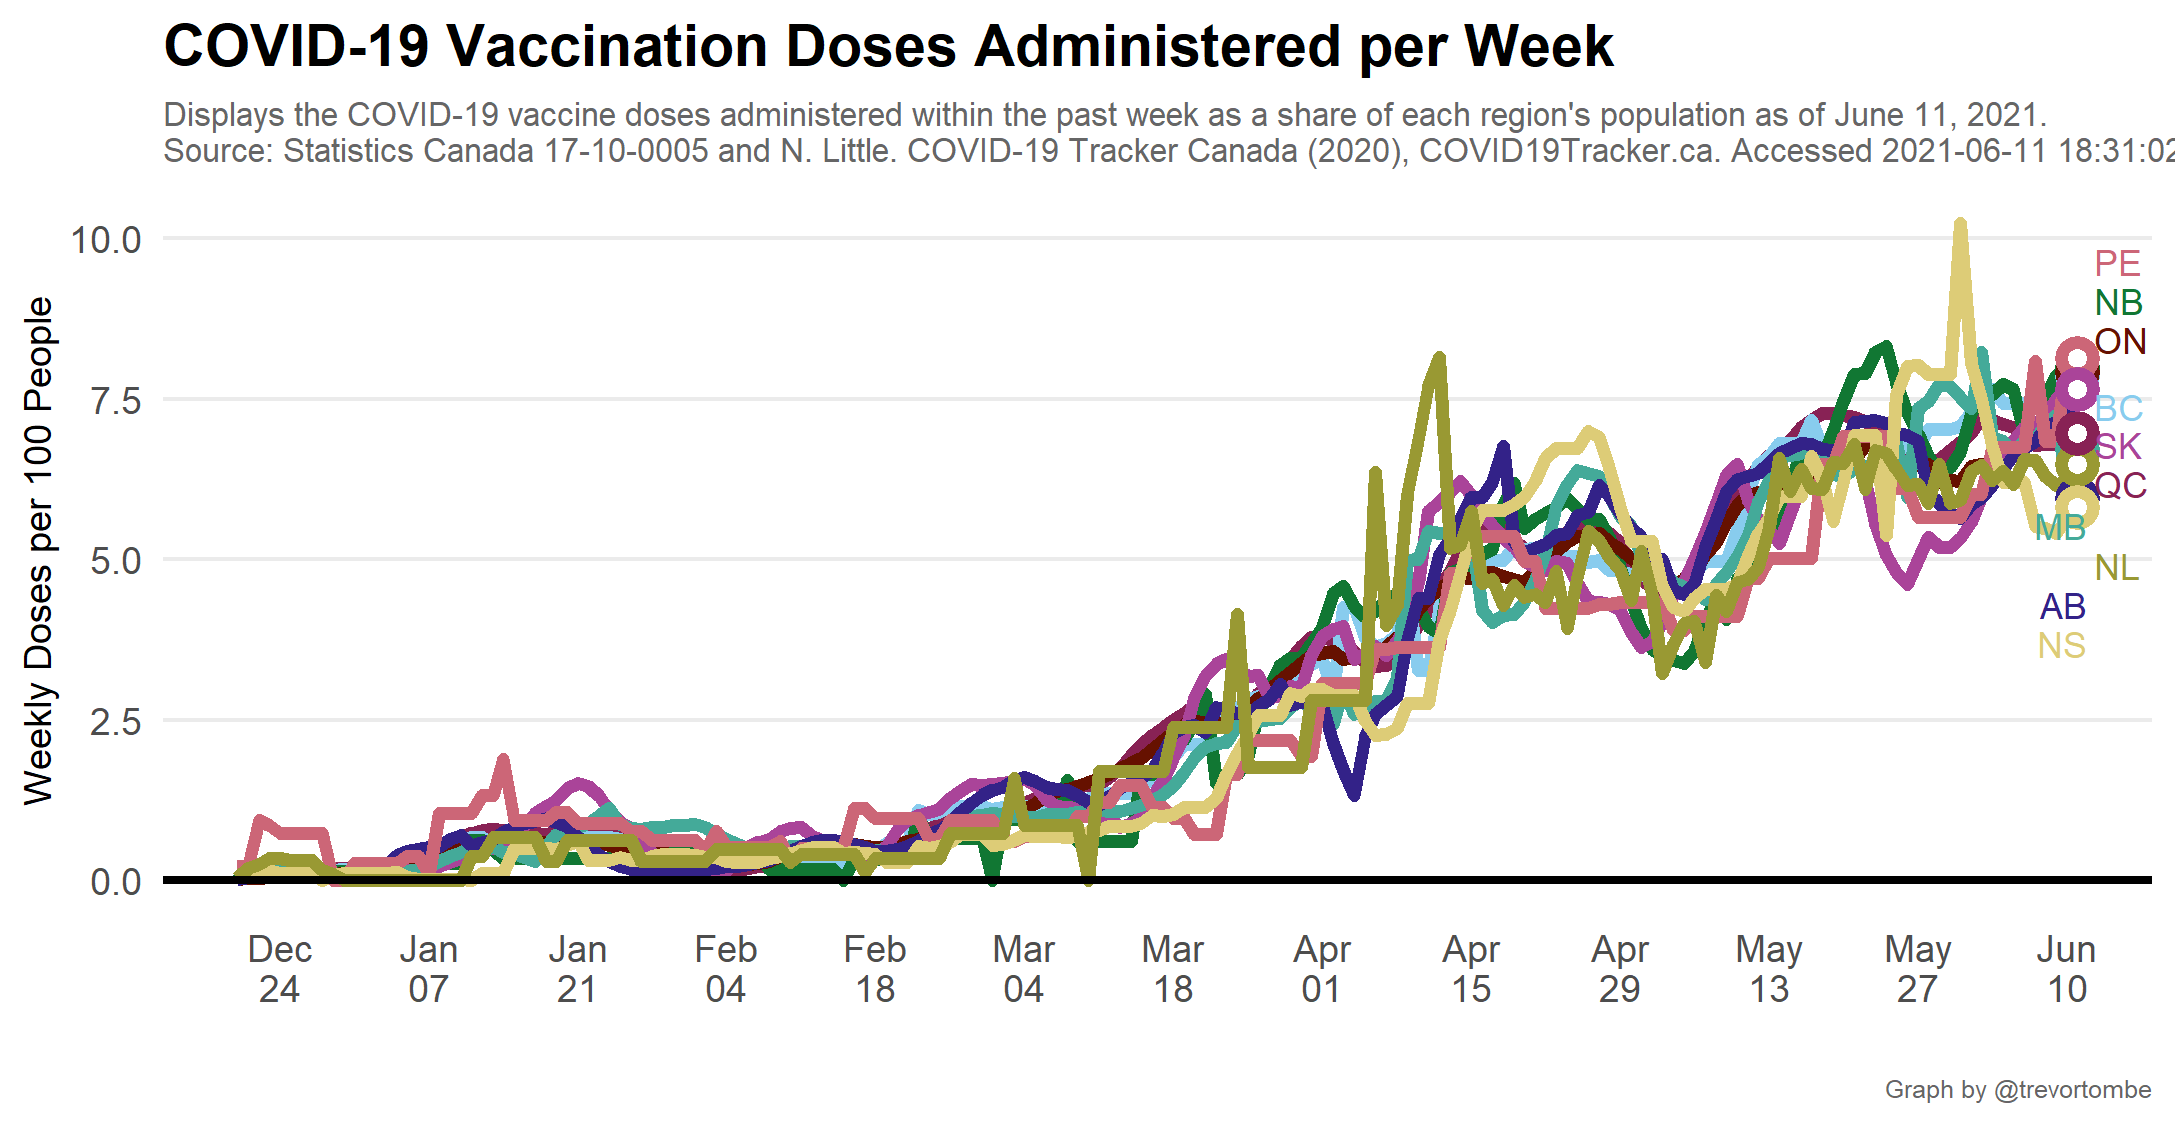 COVID-19 Vaccination Doses Administered per Week
Displays the COVID-19 vaccine doses administered within the past week as a share of each region's population as of June 11, 2021.
Source: Statistics Canada 17-10-0005 and N. Little. COVID-19 Tracker Canada (2020), COVID19Tracker.ca. Accessed 2021-06-11 18:31:02
Weekly Doses per 100 People
10.0
7.5
5.0
2.5
0.0
PE
NB
ON
BC
SK
QC
MB
NL
AB
NS
Dec 24
Jan 07
Jan 21
Feb 04
Feb 18
Mar 04
Mar 18
Apr 01
Apr 15
Apr 29
May 13
May 27
Jun 10
Graph by @trevortombe